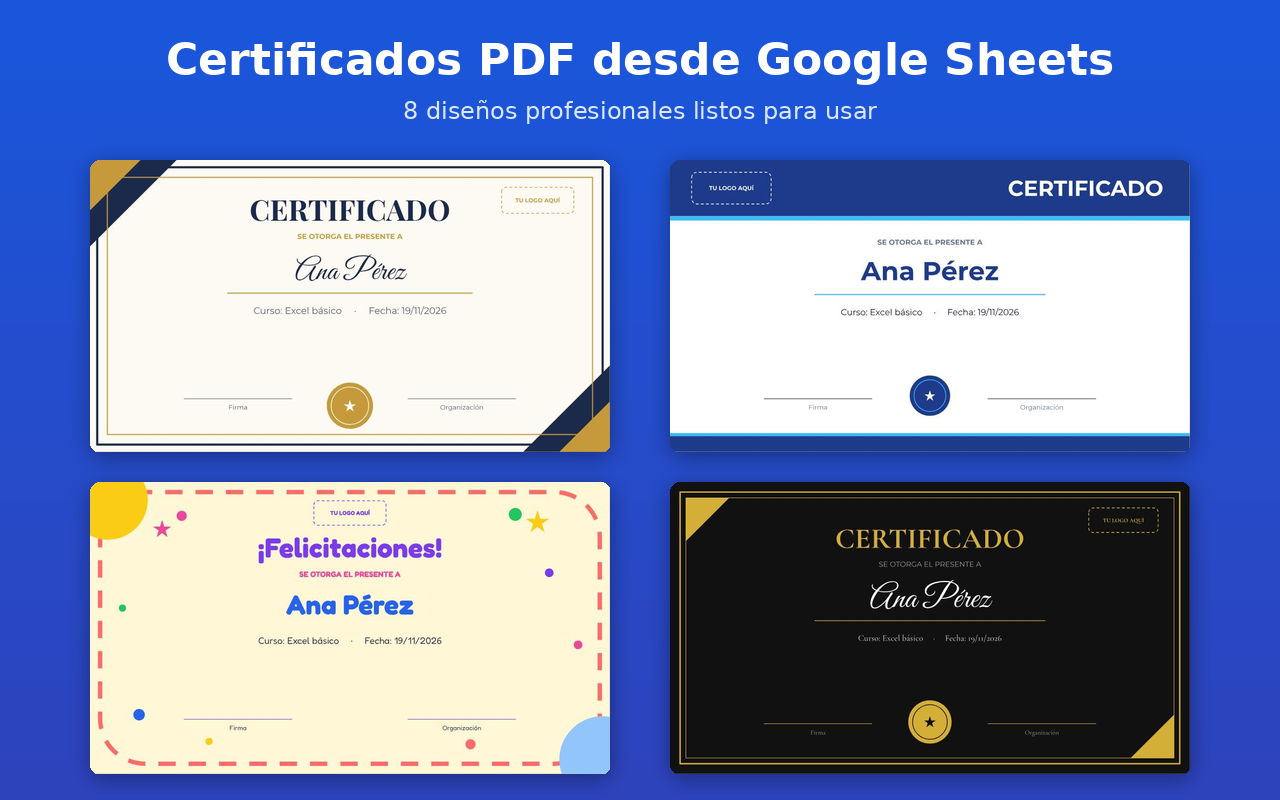 Certificados PDF desde Google Sheets
8 diseños profesionales listos para usar
TU LOGO AQUÍ
CERTIFICADO
SE OTORGA EL PRESENTE A
Ana Pérez
Curso: Excel básico · Fecha: 19/11/2026
Firma
Organización
TU LOGO AQUÍ
CERTIFICADO
SE OTORGA EL PRESENTE A
Ana Pérez
Curso: Excel básico · Fecha: 19/11/2026
Firma
Organización
TU LOGO AQUÍ
¡Felicitaciones!
SE OTORGA EL PRESENTE A
Ana Pérez
Curso: Excel básico · Fecha: 19/11/2026
Firma
Organización
TU LOGO AQUÍ
CERTIFICADO
SE OTORGA EL PRESENTE A
Ana Pérez
Curso: Excel básico · Fecha: 19/11/2026
Firma
Organización